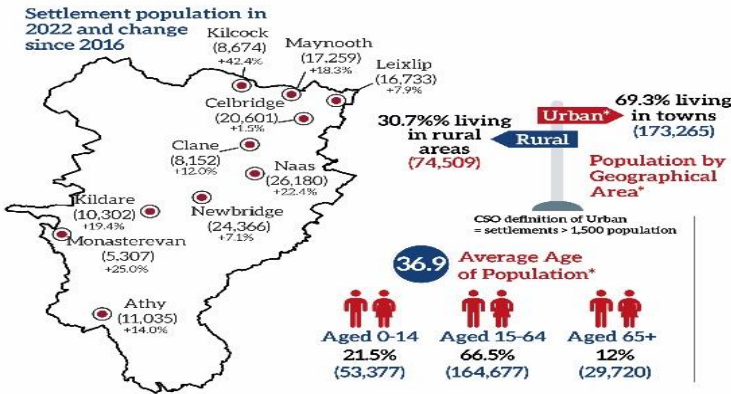 Settlement population in
2022 and change
since 2016
Kilcock
(8,674)
+42.4%
Maynooth
(17,259)
+18.3%
Leixlip
(16,733)
+7.9%
Celbridge
(20,601)
+1.5%
Clane
(8,152)
+12.0%
Naas
(26,180)
+22.4%
Kildare
(10,302)
+19.4%
Newbridge
(24,366)
+7.1%
Monasterevan
(5,307)
+25.0%
Athy
(11,035)
+14.0%
30.7%% living
in rural
areas
(74,509)
Urban*
Rural
69.3% living
in towns
(173,265)
Population by
Geographical
Area*
CSO definition of Urban
= settlements > 1,500 population
36.9
Average Age
of Population*
Aged 0-14
21.5%
(53,377)
Aged 15-64
66.5%
(164,677)
Aged 65+
12%
(29,720)